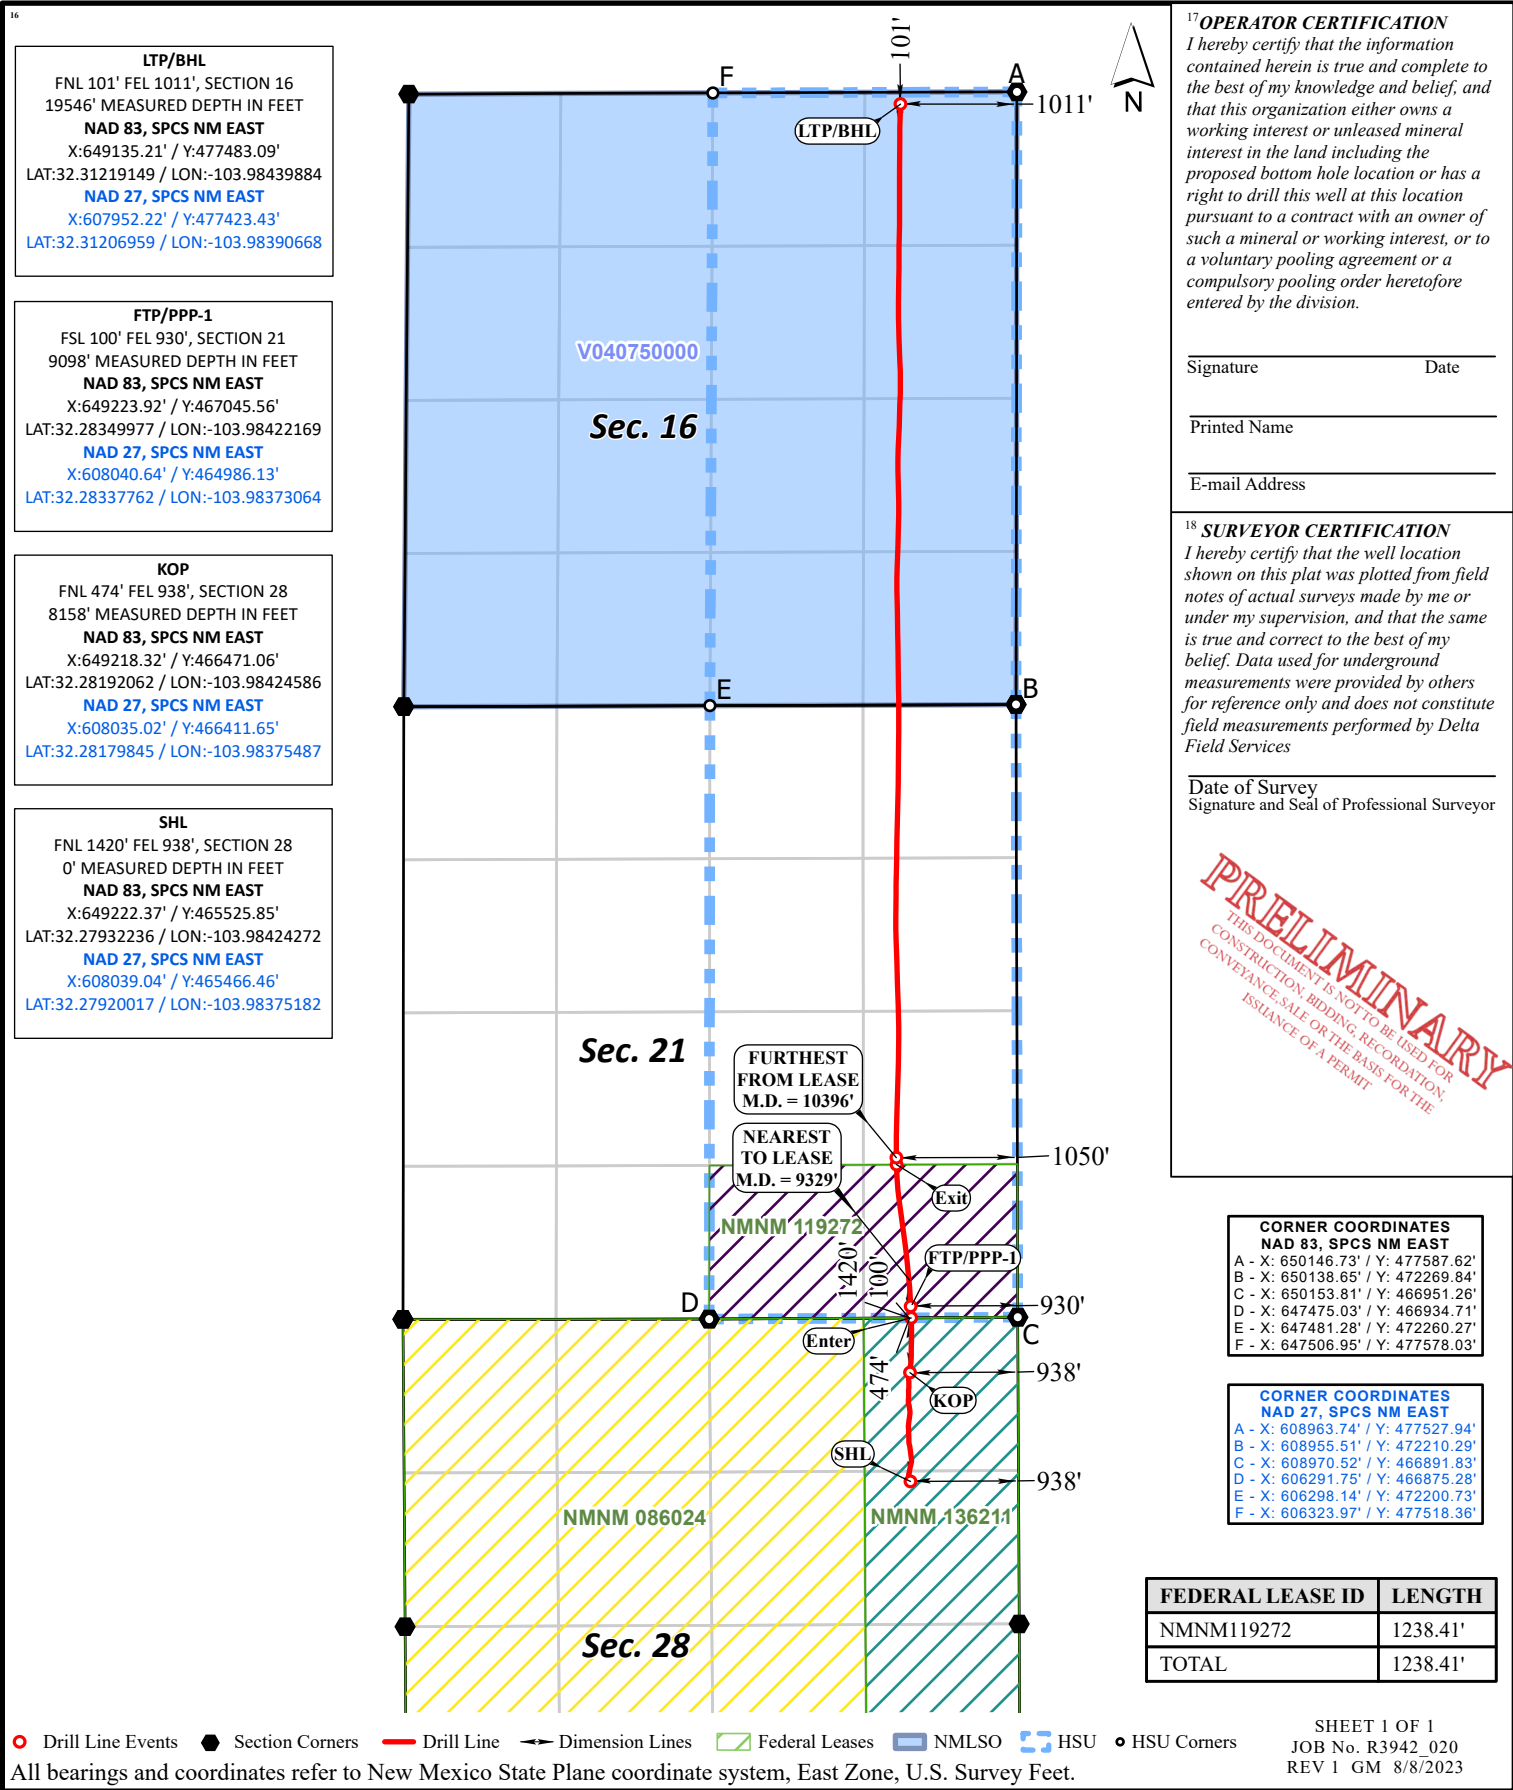 16
LTP/BHL
FNL 101' FEL 1011', SECTION 16
19546' MEASURED DEPTH IN FEET
NAD 83, SPCS NM EAST
X:649135.21' / Y:477483.09'
LAT:32.31219149 / LON:-103.98439884
NAD 27, SPCS NM EAST
X:607952.22' / Y:477423.43'
LAT:32.31206959 / LON:-103.98390668
FTP/PPP-1
FSL 100' FEL 930', SECTION 21
9098' MEASURED DEPTH IN FEET
NAD 83, SPCS NM EAST
X:649223.92' / Y:467045.56'
LAT:32.28349977 / LON:-103.98422169
NAD 27, SPCS NM EAST
X:608040.64' / Y:464986.13'
LAT:32.28337762 / LON:-103.98373064
KOP
FNL 474' FEL 938', SECTION 28
8158' MEASURED DEPTH IN FEET
NAD 83, SPCS NM EAST
X:649218.32' / Y:466471.06'
LAT:32.28192062 / LON:-103.98424586
NAD 27, SPCS NM EAST
X:608035.02' / Y:466411.65'
LAT:32.28179845 / LON:-103.98375487
SHL
FNL 1420' FEL 938', SECTION 28
0' MEASURED DEPTH IN FEET
NAD 83, SPCS NM EAST
X:649222.37' / Y:465525.85'
LAT:32.27932236 / LON:-103.98424272
NAD 27, SPCS NM EAST
X:608039.04' / Y:465466.46'
LAT:32.27920017 / LON:-103.98375182
101'
F
A
N
1011'
LTP/BHL
V040750000
Sec. 16
E
B
Sec. 21
FURTHEST
FROM LEASE
M.D. = 10396'
NEAREST
TO LEASE
M.D. = 9329'
1050'
Exit
NMNM 119272
1420'
100'
FTP/PPP-1
D
930'
Enter
C
474'
938'
KOP
SHL
938'
NMNM 086024
NMNM 136211
Sec. 28
17 OPERATOR CERTIFICATION
I hereby certify that the information
contained herein is true and complete to
the best of my knowledge and belief, and
that this organization either owns a
working interest or unleased mineral
interest in the land including the
proposed bottom hole location or has a
right to drill this well at this location
pursuant to a contract with an owner of
such a mineral or working interest, or to
a voluntary pooling agreement or a
compulsory pooling order heretofore
entered by the division.
Signature Date
Printed Name
E-mail Address
18 SURVEYOR CERTIFICATION
I hereby certify that the well location
shown on this plat was plotted from field
notes of actual surveys made by me or
under my supervision, and that the same
is true and correct to the best of my
belief. Data used for underground
measurements were provided by others
for reference only and does not constitute
field measurements performed by Delta
Field Services
Date of Survey
Signature and Seal of Professional Surveyor
PRELIMINARY
THIS DOCUMENT IS NOT TO BE USED FOR
CONSTRUCTION, BIDDING, RECORDATION,
CONVEYANCE, SALE OR THE BASIS FOR THE
ISSUANCE OF A PERMIT
CORNER COORDINATES
NAD 83, SPCS NM EAST
A - X: 650146.73' / Y: 477587.62'
B - X: 650138.65' / Y: 472269.84'
C - X: 650153.81' / Y: 466951.26'
D - X: 647475.03' / Y: 466934.71'
E - X: 647481.28' / Y: 472260.27'
F - X: 647506.95' / Y: 477578.03'
CORNER COORDINATES
NAD 27, SPCS NM EAST
A - X: 608963.74' / Y: 477527.94'
B - X: 608955.51' / Y: 472210.29'
C - X: 608970.52' / Y: 466891.83'
D - X: 606291.75' / Y: 466875.28'
E - X: 606298.14' / Y: 472200.73'
F - X: 606323.97' / Y: 477518.36'
FEDERAL LEASE ID LENGTH
NMNM119272 1238.41'
TOTAL 1238.41'
Drill Line Events Section Corners Drill Line Dimension Lines Federal Leases NMLSO HSU HSU Corners
All bearings and coordinates refer to New Mexico State Plane coordinate system, East Zone, U.S. Survey Feet.
SHEET 1 OF 1
JOB No. R3942_020
REV 1 GM 8/8/2023